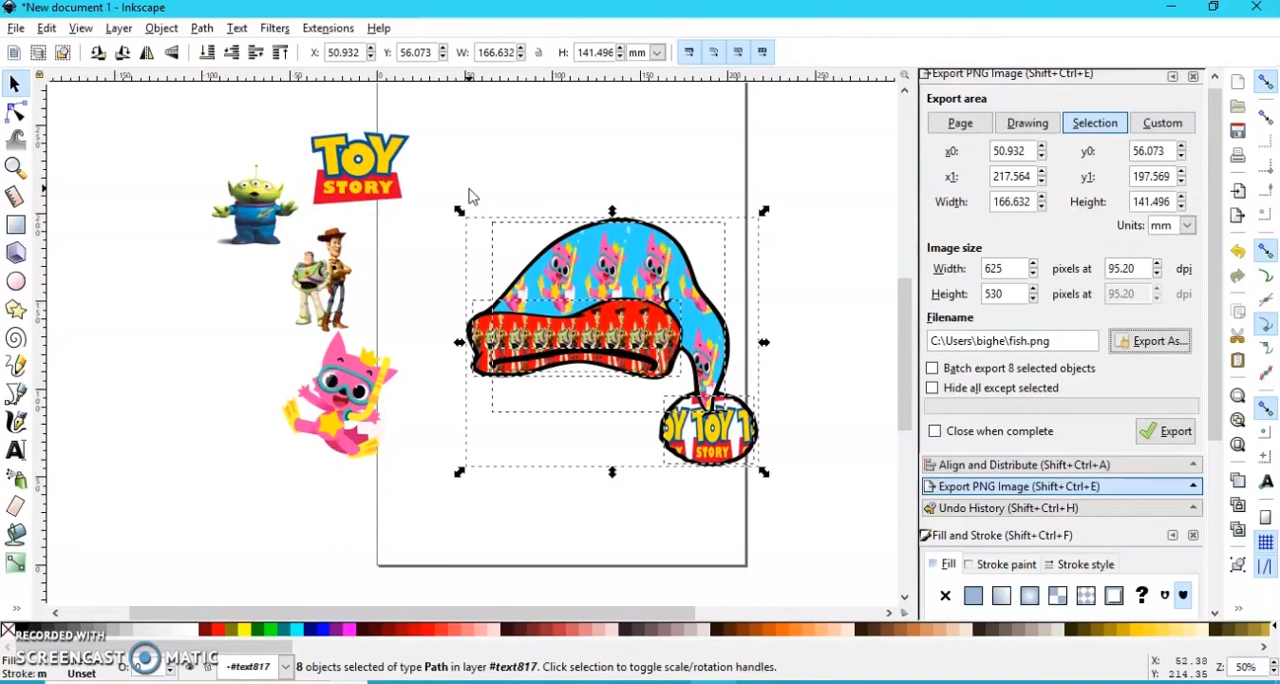 *New document 1 - Inkscape
File Edit View Layer Object Path Text Filters Extensions Help
X: 50.932 Y: 56.073 W: 166.632 H: 141.496 mm
Export PNG Image (Shift+Ctrl+E)
Export area
Page Drawing Selection Custom
x0: 50.932 y0: 56.073
x1: 217.564 y1: 197.569
Width: 166.632 Height: 141.496
Units: mm
Image size
Width: 625 pixels at 95.20 dpi
Height: 530 pixels at 95.20 dpi
Filename
C:\Users\bighe\fish.png Export As...
Batch export 8 selected objects
Hide all except selected
Close when complete Export
Align and Distribute (Shift+Ctrl+A)
Export PNG Image (Shift+Ctrl+E)
Undo History (Shift+Ctrl+H)
Fill and Stroke (Shift+Ctrl+F)
Fill Stroke paint Stroke style
TOY
STORY
TOY
STORY
RECORDED WITH
SCREENCAST MATIC
Stroke: m Unset O: -#text817 8 objects selected of type Path in layer #text817. Click selection to toggle scale/rotation handles.
X: 52.38
Y: 214.35
Z: 50%